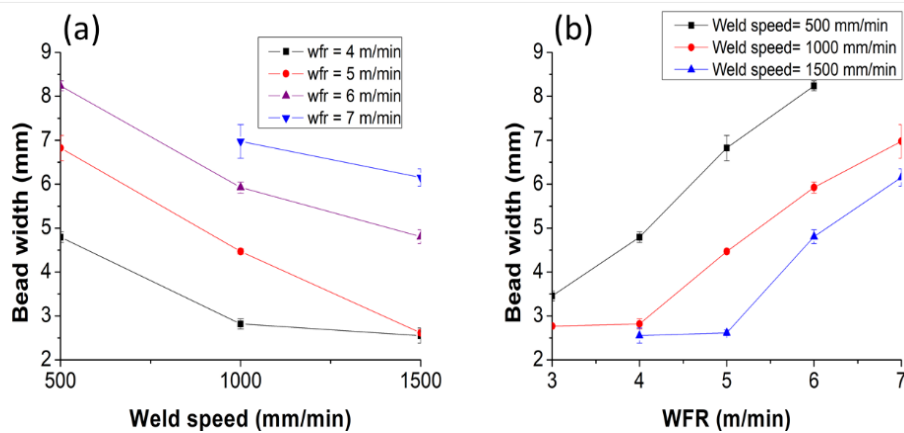 (a)
wfr = 4 m/min
wfr = 5 m/min
wfr = 6 m/min
wfr = 7 m/min
Bead width (mm)
9
8
7
6
5
4
3
2
500
1000
1500
Weld speed (mm/min)
(b)
Weld speed= 500 mm/min
Weld speed= 1000 mm/min
Weld speed= 1500 mm/min
Bead width (mm)
9
8
7
6
5
4
3
2
3
4
5
6
7
WFR (m/min)